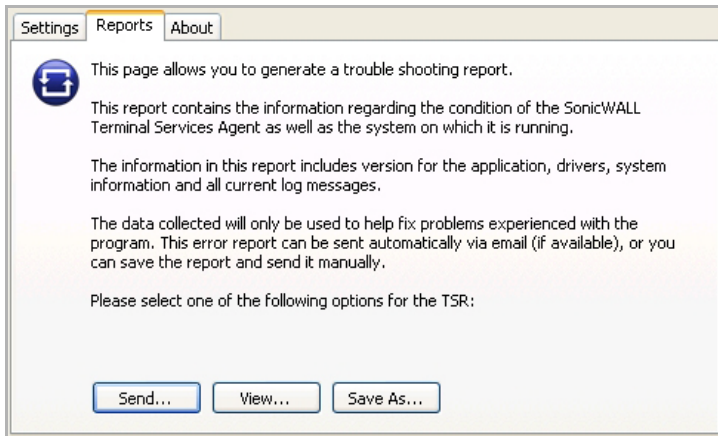 Settings
Reports
About
This page allows you to generate a trouble shooting report.
This report contains the information regarding the condition of the SonicWALL
Terminal Services Agent as well as the system on which it is running.
The information in this report includes version for the application, drivers, system
information and all current log messages.
The data collected will only be used to help fix problems experienced with the
program. This error report can be sent automatically via email (if available), or you
can save the report and send it manually.
Please select one of the following options for the TSR:
Send...
View...
Save As...